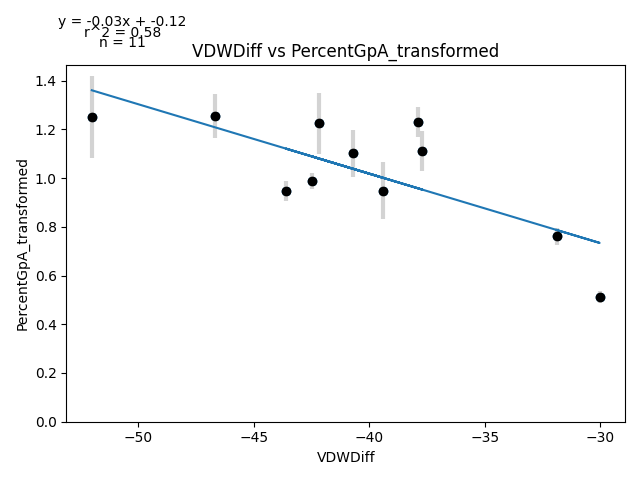 y = -0.03x + -0.12
r^2 = 0.58
n = 11
VDWDiff vs PercentGpA_transformed
PercentGpA_transformed
1.4
1.2
1.0
0.8
0.6
0.4
0.2
0.0
−50
−45
−40
−35
−30
VDWDiff